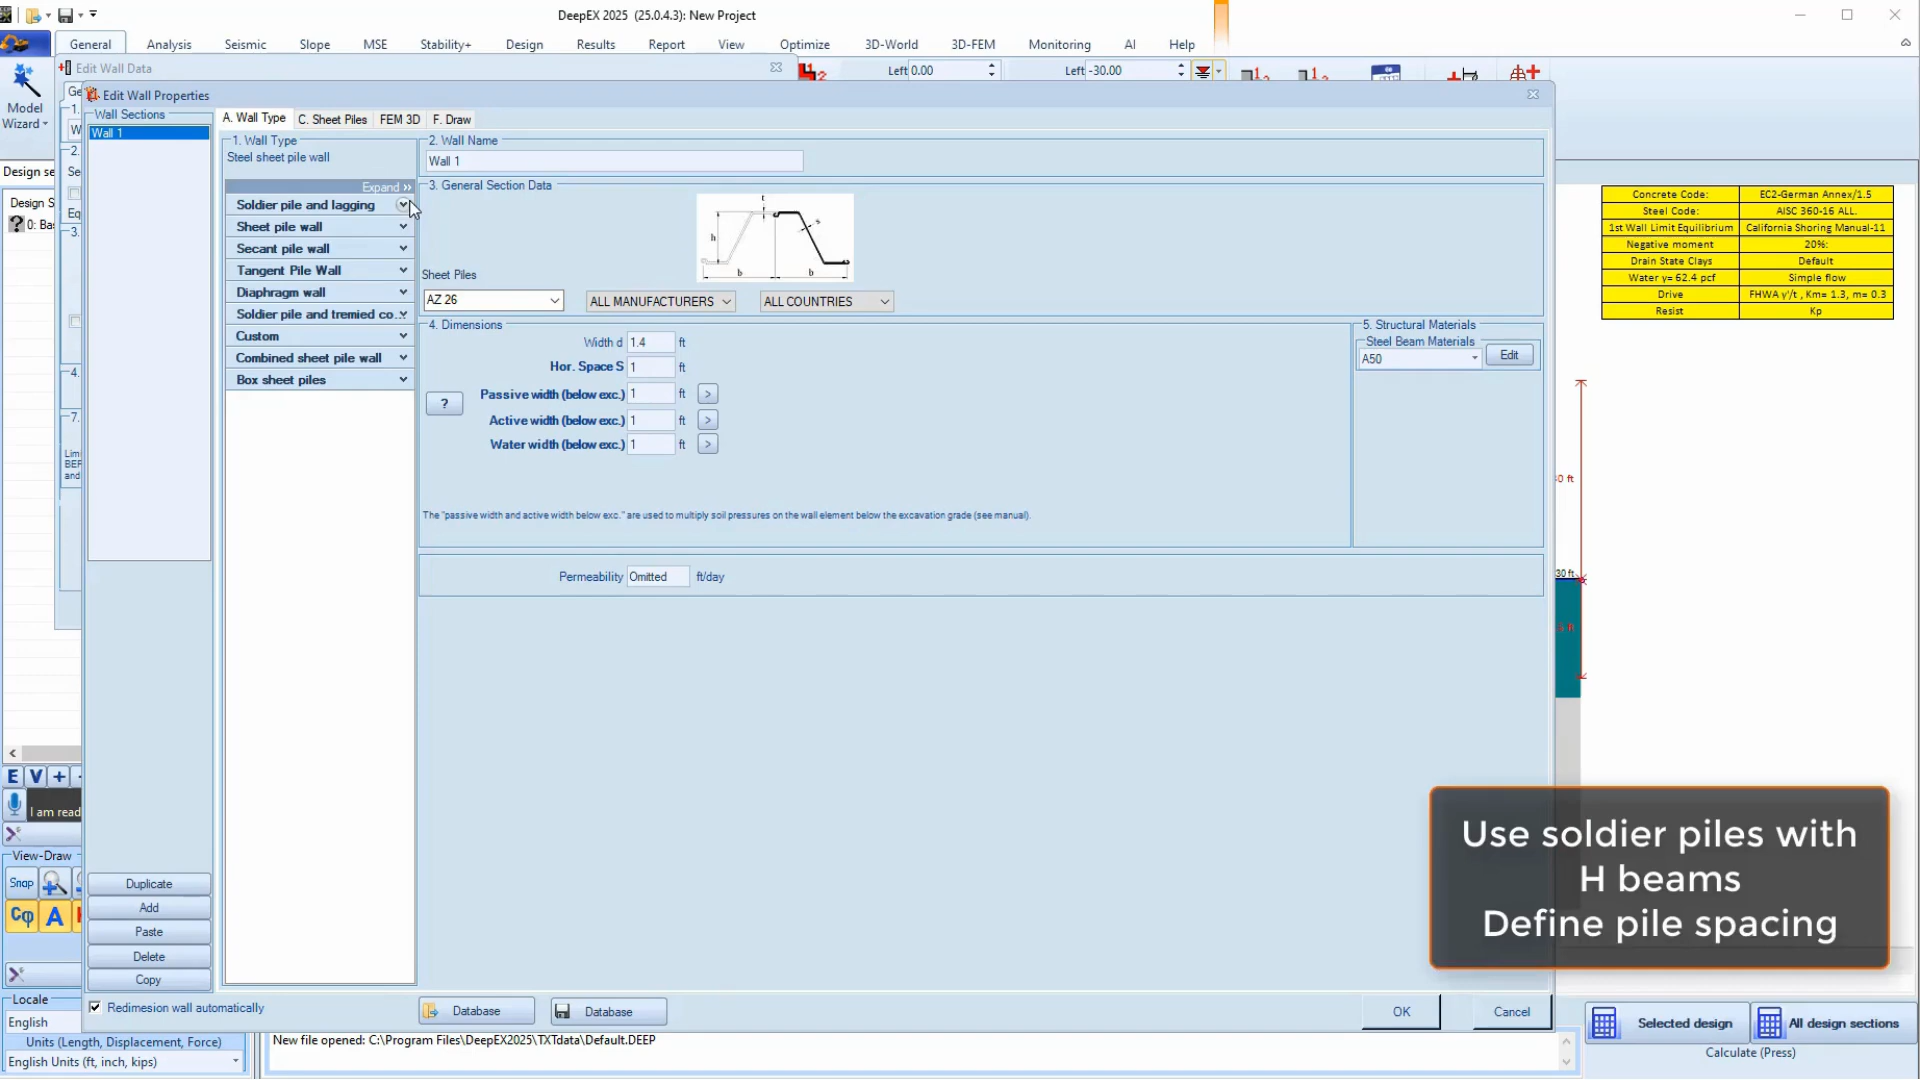 DeepEX 2025 (25.0.4.3): New Project
General Analysis Seismic Slope MSE Stability+ Design Results Report View Optimize 3D-World 3D-FEM Monitoring AI Help
Model
Wizard
Edit Wall Data
Left 0.00
Left -30.00
Edit Wall Properties
Wall Sections
Wall 1
A. Wall Type C. Sheet Piles FEM 3D F. Draw
1. Wall Type
Steel sheet pile wall
Expand »
Soldier pile and lagging
Sheet pile wall
Secant pile wall
Tangent Pile Wall
Diaphragm wall
Soldier pile and tremied co..
Custom
Combined sheet pile wall
Box sheet piles
2. Wall Name
Wall 1
3. General Section Data
t
h
s
b b
Sheet Piles
AZ 26
ALL MANUFACTURERS
ALL COUNTRIES
4. Dimensions
Width d 1.4 ft
Hor. Space S 1 ft
Passive width (below exc.) 1 ft >
Active width (below exc.) 1 ft >
Water width (below exc.) 1 ft >
?
The "passive width and active width below exc." are used to multiply soil pressures on the wall element below the excavation grade (see manual).
Permeability Omitted ft/day
5. Structural Materials
Steel Beam Materials
A50
Edit
Duplicate
Add
Paste
Delete
Copy
Redimesion wall automatically
Database
Database
OK
Cancel
Concrete Code: EC2-German Annex/1.5
Steel Code: AISC 360-16 ALL.
1st Wall Limit Equilibrium California Shoring Manual-11
Negative moment 20%:
Drain State Clays Default
Water γ= 62.4 pcf Simple flow
Drive FHWA γ'/t , Km= 1.3, m= 0.3
Resist Kp
30 ft
Use soldier piles with
H beams
Define pile spacing
Design se
Design S
0: Bas
E V +
I am read
View-Draw
Snap
Cφ A
Locale
English
Units (Length, Displacement, Force)
English Units (ft, inch, kips)
New file opened: C:\Program Files\DeepEX2025\TXTdata\Default.DEEP
Selected design
All design sections
Calculate (Press)